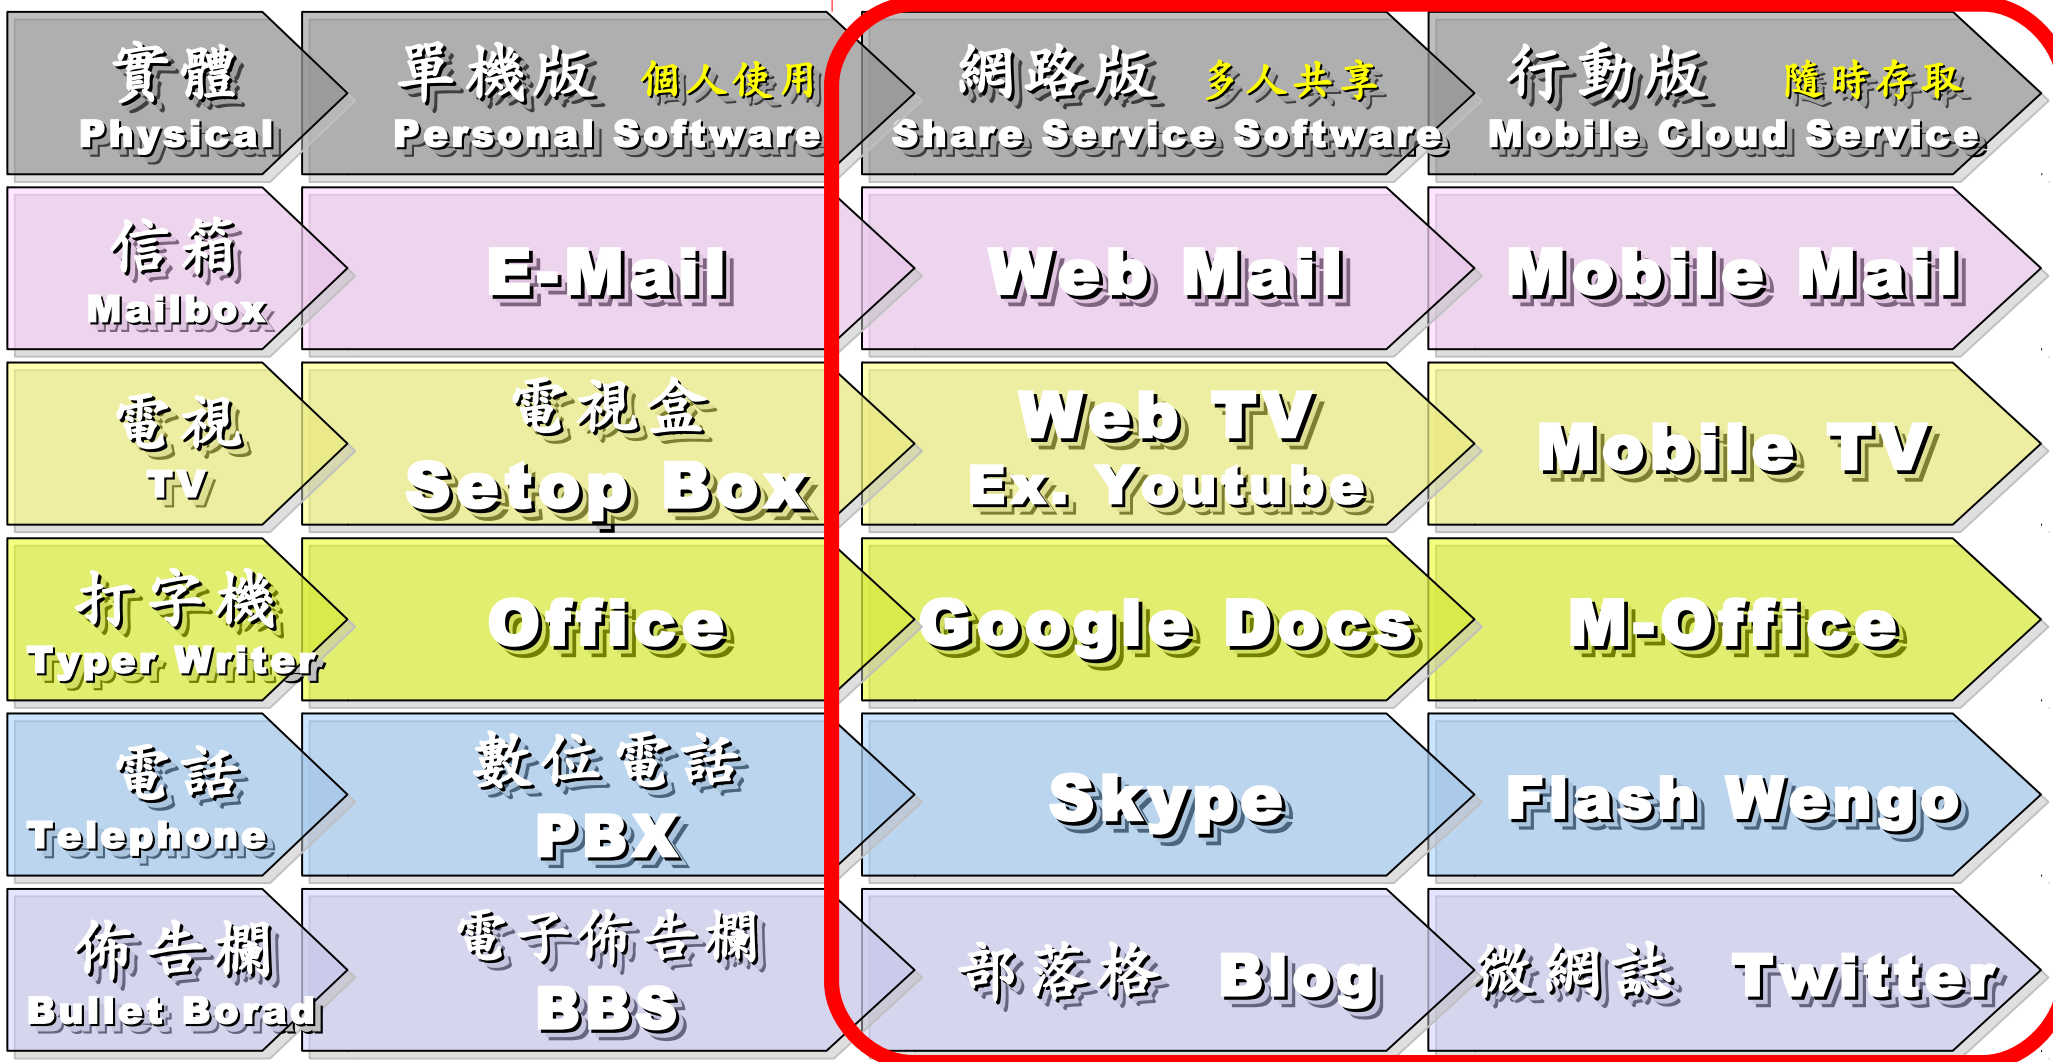 實體
Physical
單機版 個人使用
Personal Software
網路版 多人共享
Share Service Software
行動版 隨時存取
Mobile Cloud Service
信箱
Mailbox
E-Mail
Web Mail
Mobile Mail
電視
TV
電視盒
Setop Box
Web TV
Ex. Youtube
Mobile TV
打字機
Typer Writer
Office
Google Docs
M-Office
電話
Telephone
數位電話
PBX
Skype
Flash Wengo
佈告欄
Bullet Borad
電子佈告欄
BBS
部落格 Blog
微網誌 Twitter